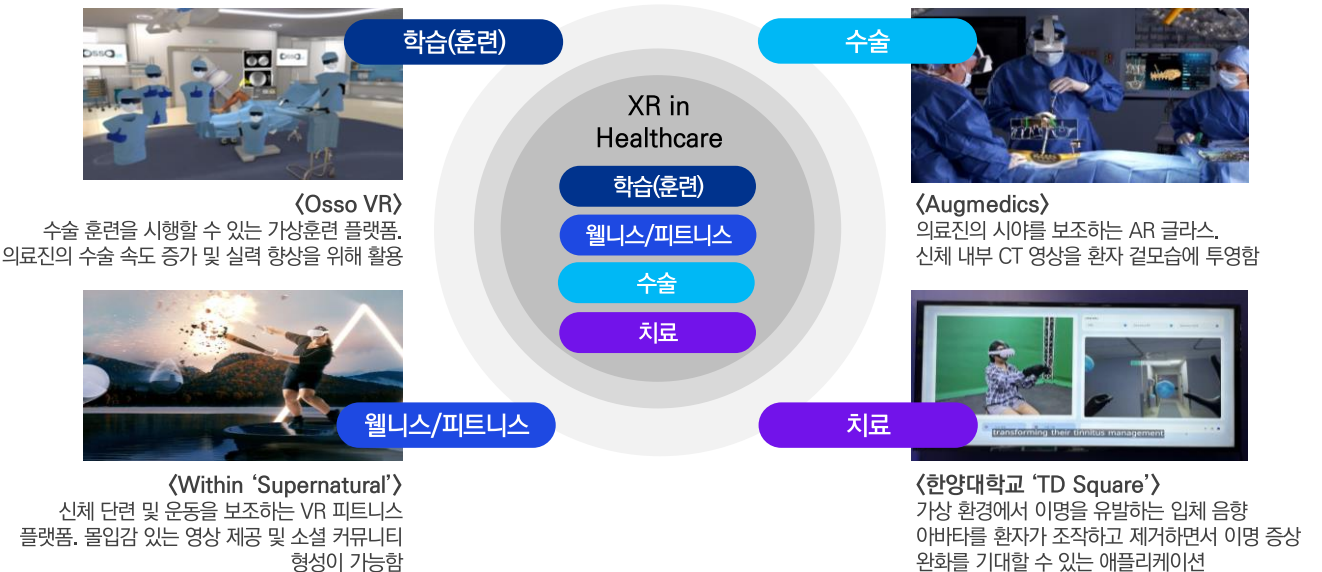 학습(훈련)
수술
XR in
Healthcare
학습(훈련)
웰니스/피트니스
수술
치료
〈Osso VR〉
수술 훈련을 시행할 수 있는 가상훈련 플랫폼.
의료진의 수술 속도 증가 및 실력 향상을 위해 활용
〈Augmedics〉
의료진의 시야를 보조하는 AR 글라스.
신체 내부 CT 영상을 환자 겉모습에 투영함
웰니스/피트니스
치료
transforming their tinnitus management
〈Within ‘Supernatural’〉
신체 단련 및 운동을 보조하는 VR 피트니스
플랫폼. 몰입감 있는 영상 제공 및 소셜 커뮤니티
형성이 가능함
〈한양대학교 ‘TD Square’〉
가상 환경에서 이명을 유발하는 입체 음향
아바타를 환자가 조작하고 제거하면서 이명 증상
완화를 기대할 수 있는 애플리케이션